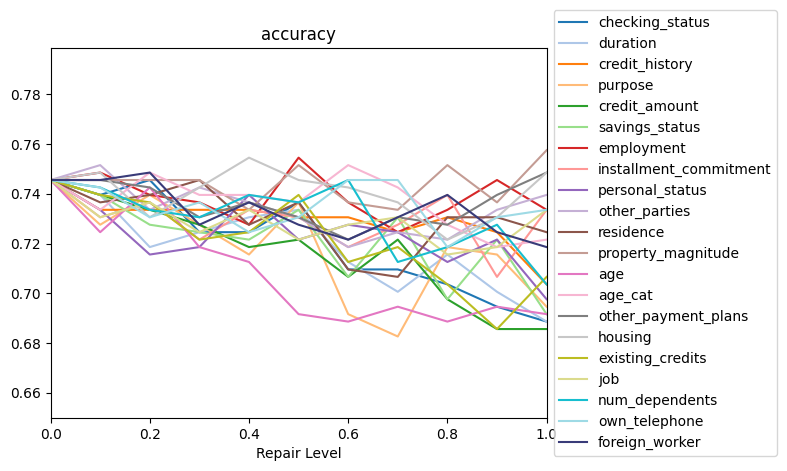 accuracy
0.78
0.76
0.74
0.72
0.70
0.68
0.66
0.0 0.2 0.4 0.6 0.8 1.0
Repair Level
checking_status
duration
credit_history
purpose
credit_amount
savings_status
employment
installment_commitment
personal_status
other_parties
residence
property_magnitude
age
age_cat
other_payment_plans
housing
existing_credits
job
num_dependents
own_telephone
foreign_worker